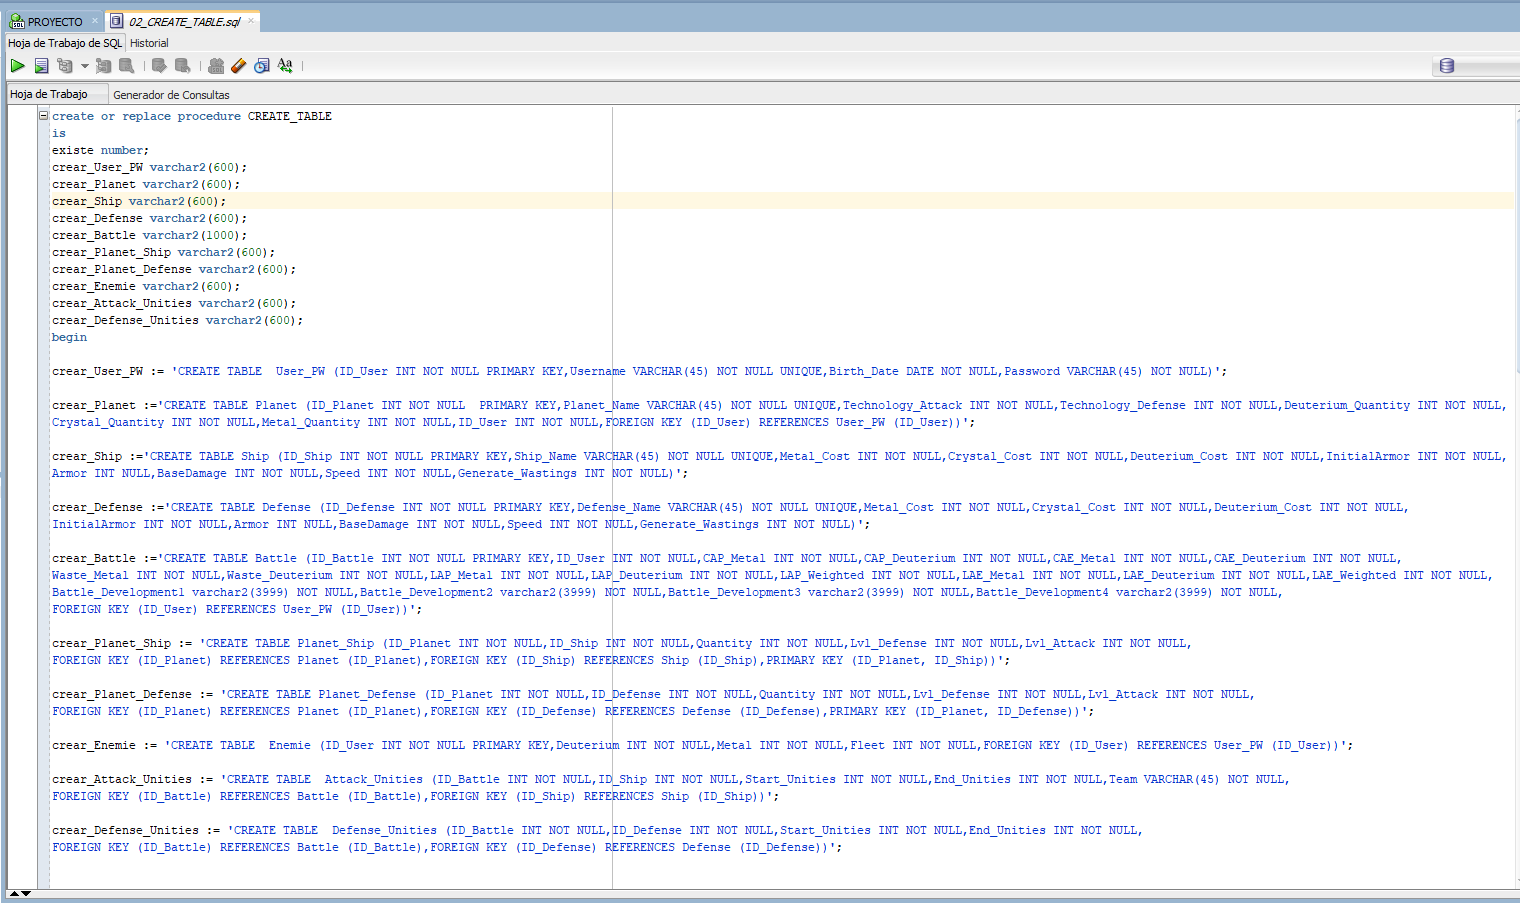 PROYECTO
02_CREATE_TABLE.sql
Hoja de Trabajo de SQL Historial
Hoja de Trabajo Generador de Consultas
create or replace procedure CREATE_TABLE
is
existe number;
crear_User_PW varchar2(600);
crear_Planet varchar2(600);
crear_Ship varchar2(600);
crear_Defense varchar2(600);
crear_Battle varchar2(1000);
crear_Planet_Ship varchar2(600);
crear_Planet_Defense varchar2(600);
crear_Enemie varchar2(600);
crear_Attack_Unities varchar2(600);
crear_Defense_Unities varchar2(600);
begin
crear_User_PW := 'CREATE TABLE  User_PW (ID_User INT NOT NULL PRIMARY KEY,Username VARCHAR(45) NOT NULL UNIQUE,Birth_Date DATE NOT NULL,Password VARCHAR(45) NOT NULL)';
crear_Planet :='CREATE TABLE Planet (ID_Planet INT NOT NULL  PRIMARY KEY,Planet_Name VARCHAR(45) NOT NULL UNIQUE,Technology_Attack INT NOT NULL,Technology_Defense INT NOT NULL,Deuterium_Quantity INT NOT NULL,
Crystal_Quantity INT NOT NULL,Metal_Quantity INT NOT NULL,ID_User INT NOT NULL,FOREIGN KEY (ID_User) REFERENCES User_PW (ID_User))';
crear_Ship :='CREATE TABLE Ship (ID_Ship INT NOT NULL PRIMARY KEY,Ship_Name VARCHAR(45) NOT NULL UNIQUE,Metal_Cost INT NOT NULL,Crystal_Cost INT NOT NULL,Deuterium_Cost INT NOT NULL,InitialArmor INT NOT NULL,
Armor INT NOT NULL,BaseDamage INT NOT NULL,Speed INT NOT NULL,Generate_Wastings INT NOT NULL)';
crear_Defense :='CREATE TABLE Defense (ID_Defense INT NOT NULL PRIMARY KEY,Defense_Name VARCHAR(45) NOT NULL UNIQUE,Metal_Cost INT NOT NULL,Crystal_Cost INT NOT NULL,Deuterium_Cost INT NOT NULL,
InitialArmor INT NOT NULL,Armor INT NOT NULL,BaseDamage INT NOT NULL,Speed INT NOT NULL,Generate_Wastings INT NOT NULL)';
crear_Battle :='CREATE TABLE Battle (ID_Battle INT NOT NULL PRIMARY KEY,ID_User INT NOT NULL,CAP_Metal INT NOT NULL,CAP_Deuterium INT NOT NULL,CAE_Metal INT NOT NULL,CAE_Deuterium INT NOT NULL,
Waste_Metal INT NOT NULL,Waste_Deuterium INT NOT NULL,LAP_Metal INT NOT NULL,LAP_Deuterium INT NOT NULL,LAP_Weighted INT NOT NULL,LAE_Metal INT NOT NULL,LAE_Deuterium INT NOT NULL,LAE_Weighted INT NOT NULL,
Battle_Development1 varchar2(3999) NOT NULL,Battle_Development2 varchar2(3999) NOT NULL,Battle_Development3 varchar2(3999) NOT NULL,Battle_Development4 varchar2(3999) NOT NULL,
FOREIGN KEY (ID_User) REFERENCES User_PW (ID_User))';
crear_Planet_Ship := 'CREATE TABLE Planet_Ship (ID_Planet INT NOT NULL,ID_Ship INT NOT NULL,Quantity INT NOT NULL,Lvl_Defense INT NOT NULL,Lvl_Attack INT NOT NULL,
FOREIGN KEY (ID_Planet) REFERENCES Planet (ID_Planet),FOREIGN KEY (ID_Ship) REFERENCES Ship (ID_Ship),PRIMARY KEY (ID_Planet, ID_Ship))';
crear_Planet_Defense := 'CREATE TABLE Planet_Defense (ID_Planet INT NOT NULL,ID_Defense INT NOT NULL,Quantity INT NOT NULL,Lvl_Defense INT NOT NULL,Lvl_Attack INT NOT NULL,
FOREIGN KEY (ID_Planet) REFERENCES Planet (ID_Planet),FOREIGN KEY (ID_Defense) REFERENCES Defense (ID_Defense),PRIMARY KEY (ID_Planet, ID_Defense))';
crear_Enemie := 'CREATE TABLE  Enemie (ID_User INT NOT NULL PRIMARY KEY,Deuterium INT NOT NULL,Metal INT NOT NULL,Fleet INT NOT NULL,FOREIGN KEY (ID_User) REFERENCES User_PW (ID_User))';
crear_Attack_Unities := 'CREATE TABLE  Attack_Unities (ID_Battle INT NOT NULL,ID_Ship INT NOT NULL,Start_Unities INT NOT NULL,End_Unities INT NOT NULL,Team VARCHAR(45) NOT NULL,
FOREIGN KEY (ID_Battle) REFERENCES Battle (ID_Battle),FOREIGN KEY (ID_Ship) REFERENCES Ship (ID_Ship))';
crear_Defense_Unities := 'CREATE TABLE  Defense_Unities (ID_Battle INT NOT NULL,ID_Defense INT NOT NULL,Start_Unities INT NOT NULL,End_Unities INT NOT NULL,
FOREIGN KEY (ID_Battle) REFERENCES Battle (ID_Battle),FOREIGN KEY (ID_Defense) REFERENCES Defense (ID_Defense))';